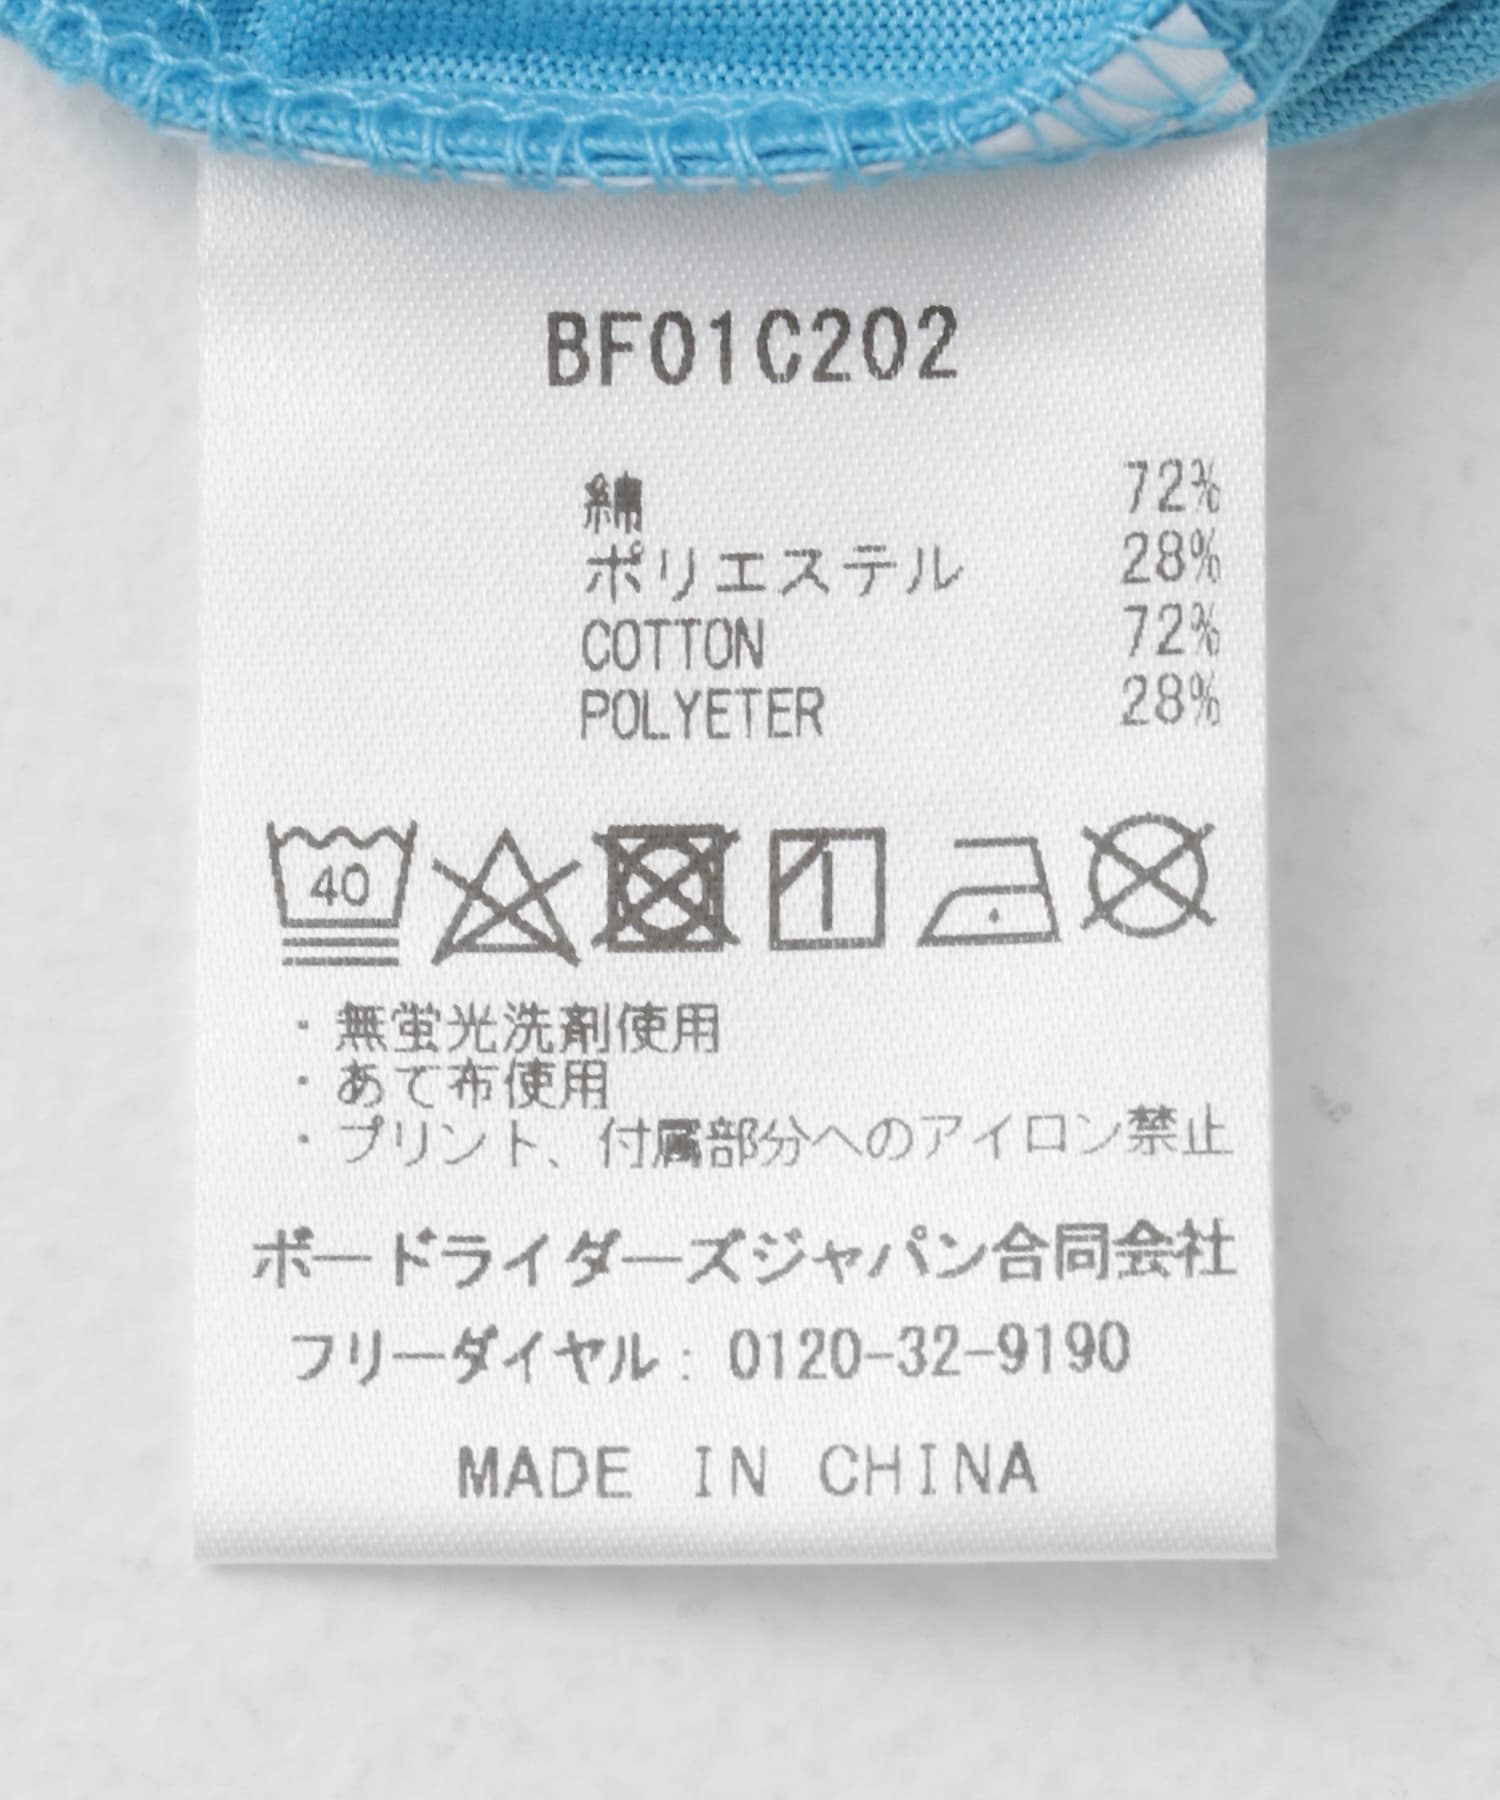 BF01C202
綿 72%
ポリエステル 28%
COTTON 72%
POLYETER 28%
40
・無蛍光洗剤使用
・あて布使用
・プリント、付属部分へのアイロン禁止
ボードライダーズジャパン合同会社
フリーダイヤル：0120-32-9190
MADE IN CHINA